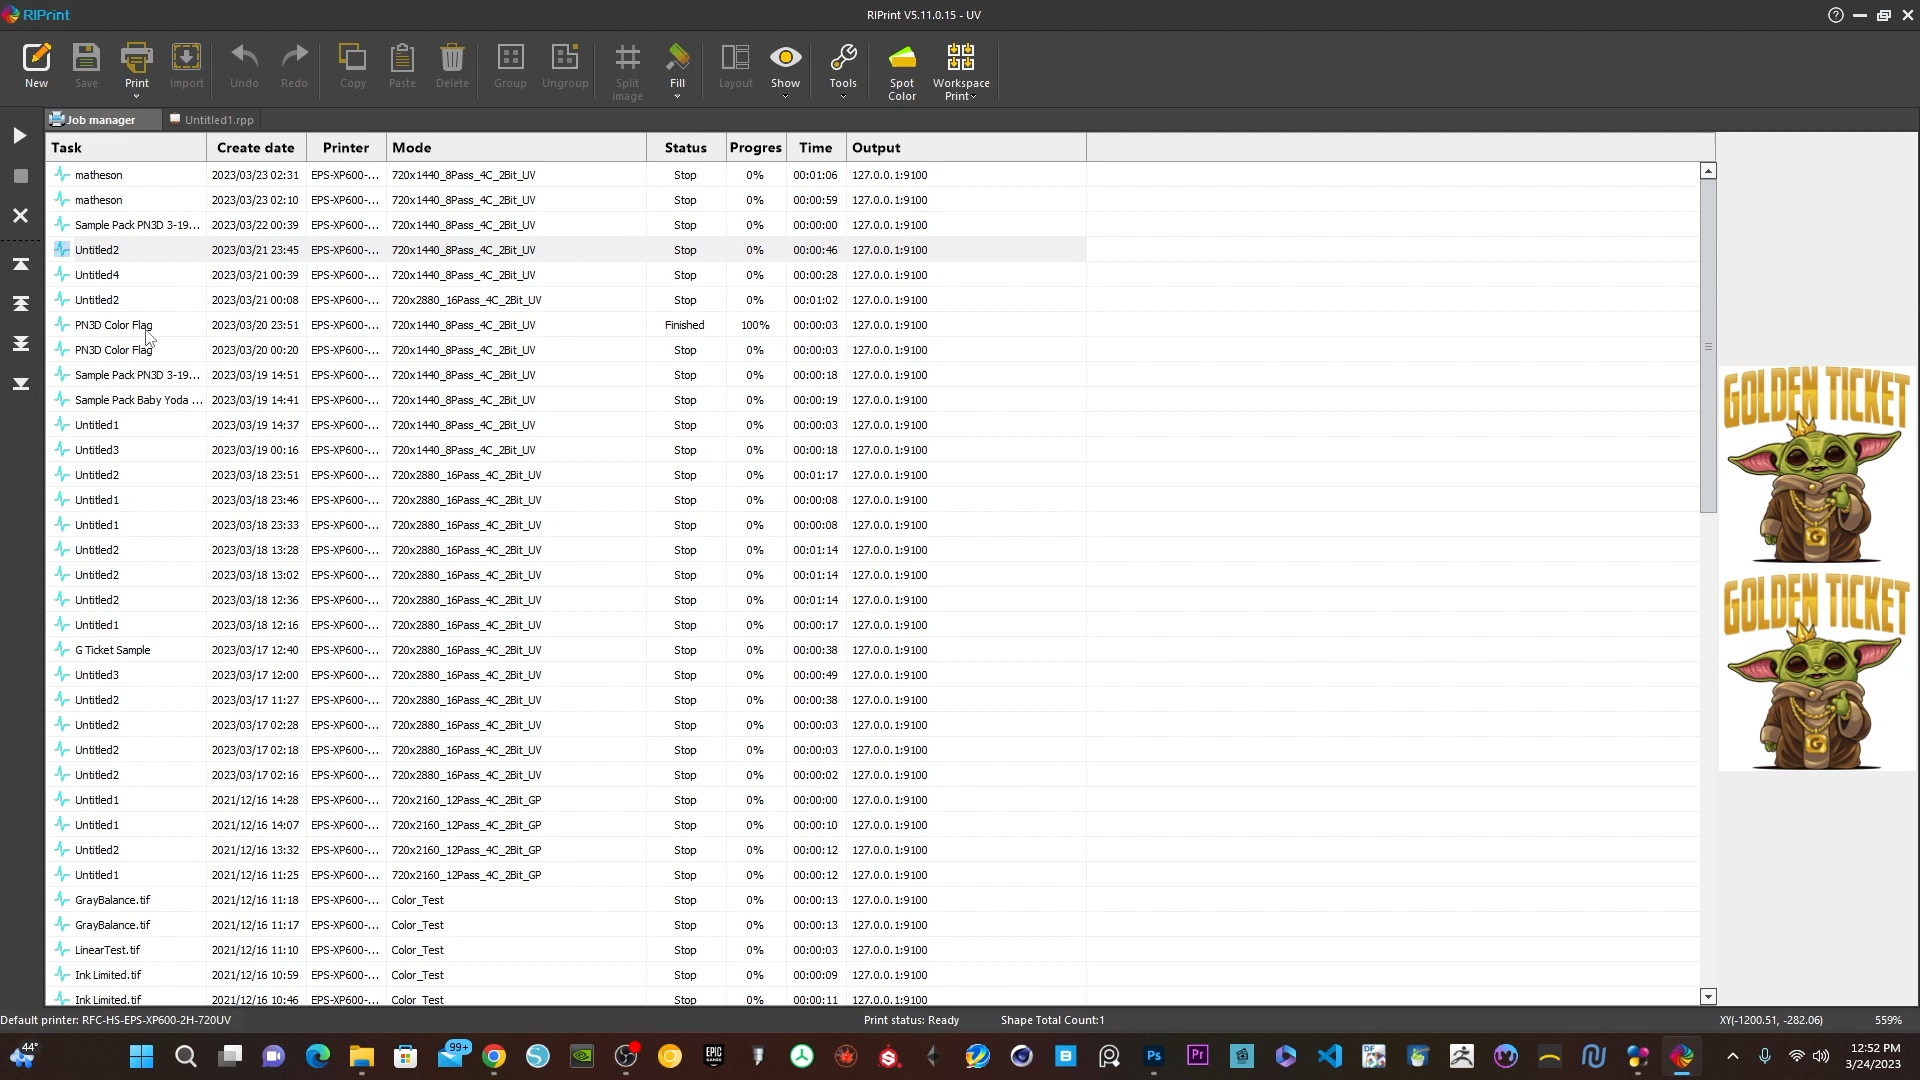 RIPrint
RIPrint V5.11.0.15 - UV
New
Save
Print
Import
Undo
Redo
Copy
Paste
Delete
Group
Ungroup
Split image
Fill
Layout
Show
Tools
Spot Color
Workspace Print
Job manager
Untitled1.rpp
Task Create date Printer Mode Status Progres Time Output
matheson 2023/03/23 02:31 EPS-XP600-... 720x1440_8Pass_4C_2Bit_UV Stop 0% 00:01:06 127.0.0.1:9100
matheson 2023/03/23 02:10 EPS-XP600-... 720x1440_8Pass_4C_2Bit_UV Stop 0% 00:00:59 127.0.0.1:9100
Sample Pack PN3D 3-19... 2023/03/22 00:39 EPS-XP600-... 720x1440_8Pass_4C_2Bit_UV Stop 0% 00:00:00 127.0.0.1:9100
Untitled2 2023/03/21 23:45 EPS-XP600-... 720x1440_8Pass_4C_2Bit_UV Stop 0% 00:00:46 127.0.0.1:9100
Untitled4 2023/03/21 00:39 EPS-XP600-... 720x1440_8Pass_4C_2Bit_UV Stop 0% 00:00:28 127.0.0.1:9100
Untitled2 2023/03/21 00:08 EPS-XP600-... 720x2880_16Pass_4C_2Bit_UV Stop 0% 00:01:02 127.0.0.1:9100
PN3D Color Flag 2023/03/20 23:51 EPS-XP600-... 720x1440_8Pass_4C_2Bit_UV Finished 100% 00:00:03 127.0.0.1:9100
PN3D Color Flag 2023/03/20 00:20 EPS-XP600-... 720x1440_8Pass_4C_2Bit_UV Stop 0% 00:00:03 127.0.0.1:9100
Sample Pack PN3D 3-19... 2023/03/19 14:51 EPS-XP600-... 720x1440_8Pass_4C_2Bit_UV Stop 0% 00:00:18 127.0.0.1:9100
Sample Pack Baby Yoda ... 2023/03/19 14:41 EPS-XP600-... 720x1440_8Pass_4C_2Bit_UV Stop 0% 00:00:19 127.0.0.1:9100
Untitled1 2023/03/19 14:37 EPS-XP600-... 720x1440_8Pass_4C_2Bit_UV Stop 0% 00:00:03 127.0.0.1:9100
Untitled3 2023/03/19 00:16 EPS-XP600-... 720x1440_8Pass_4C_2Bit_UV Stop 0% 00:00:18 127.0.0.1:9100
Untitled2 2023/03/18 23:51 EPS-XP600-... 720x2880_16Pass_4C_2Bit_UV Stop 0% 00:01:17 127.0.0.1:9100
Untitled1 2023/03/18 23:46 EPS-XP600-... 720x2880_16Pass_4C_2Bit_UV Stop 0% 00:00:08 127.0.0.1:9100
Untitled1 2023/03/18 23:33 EPS-XP600-... 720x2880_16Pass_4C_2Bit_UV Stop 0% 00:00:08 127.0.0.1:9100
Untitled2 2023/03/18 13:28 EPS-XP600-... 720x2880_16Pass_4C_2Bit_UV Stop 0% 00:01:14 127.0.0.1:9100
Untitled2 2023/03/18 13:02 EPS-XP600-... 720x2880_16Pass_4C_2Bit_UV Stop 0% 00:01:14 127.0.0.1:9100
Untitled2 2023/03/18 12:36 EPS-XP600-... 720x2880_16Pass_4C_2Bit_UV Stop 0% 00:01:14 127.0.0.1:9100
Untitled1 2023/03/18 12:16 EPS-XP600-... 720x2880_16Pass_4C_2Bit_UV Stop 0% 00:00:17 127.0.0.1:9100
G Ticket Sample 2023/03/17 12:40 EPS-XP600-... 720x2880_16Pass_4C_2Bit_UV Stop 0% 00:00:38 127.0.0.1:9100
Untitled3 2023/03/17 12:00 EPS-XP600-... 720x2880_16Pass_4C_2Bit_UV Stop 0% 00:00:49 127.0.0.1:9100
Untitled2 2023/03/17 11:27 EPS-XP600-... 720x2880_16Pass_4C_2Bit_UV Stop 0% 00:00:38 127.0.0.1:9100
Untitled2 2023/03/17 02:28 EPS-XP600-... 720x2880_16Pass_4C_2Bit_UV Stop 0% 00:00:03 127.0.0.1:9100
Untitled2 2023/03/17 02:18 EPS-XP600-... 720x2880_16Pass_4C_2Bit_UV Stop 0% 00:00:03 127.0.0.1:9100
Untitled2 2023/03/17 02:16 EPS-XP600-... 720x2880_16Pass_4C_2Bit_UV Stop 0% 00:00:02 127.0.0.1:9100
Untitled1 2021/12/16 14:28 EPS-XP600-... 720x2160_12Pass_4C_2Bit_GP Stop 0% 00:00:00 127.0.0.1:9100
Untitled1 2021/12/16 14:07 EPS-XP600-... 720x2160_12Pass_4C_2Bit_GP Stop 0% 00:00:10 127.0.0.1:9100
Untitled2 2021/12/16 13:32 EPS-XP600-... 720x2160_12Pass_4C_2Bit_GP Stop 0% 00:00:12 127.0.0.1:9100
Untitled1 2021/12/16 11:25 EPS-XP600-... 720x2160_12Pass_4C_2Bit_GP Stop 0% 00:00:12 127.0.0.1:9100
GrayBalance.tif 2021/12/16 11:18 EPS-XP600-... Color_Test Stop 0% 00:00:13 127.0.0.1:9100
GrayBalance.tif 2021/12/16 11:17 EPS-XP600-... Color_Test Stop 0% 00:00:13 127.0.0.1:9100
LinearTest.tif 2021/12/16 11:10 EPS-XP600-... Color_Test Stop 0% 00:00:03 127.0.0.1:9100
Ink Limited.tif 2021/12/16 10:59 EPS-XP600-... Color_Test Stop 0% 00:00:09 127.0.0.1:9100
Ink Limited.tif 2021/12/16 10:46 EPS-XP600-... Color Test Stop 0% 00:00:11 127.0.0.1:9100
GOLDEN TICKET
G
GOLDEN TICKET
G
Default printer: RFC-HS-EPS-XP600-2H-720UV Print status: Ready Shape Total Count:1 XY(-1200.51, -282.06) 559%
44°
99+
EPIC GAMES
Ps
Pr
12:52 PM
3/24/2023